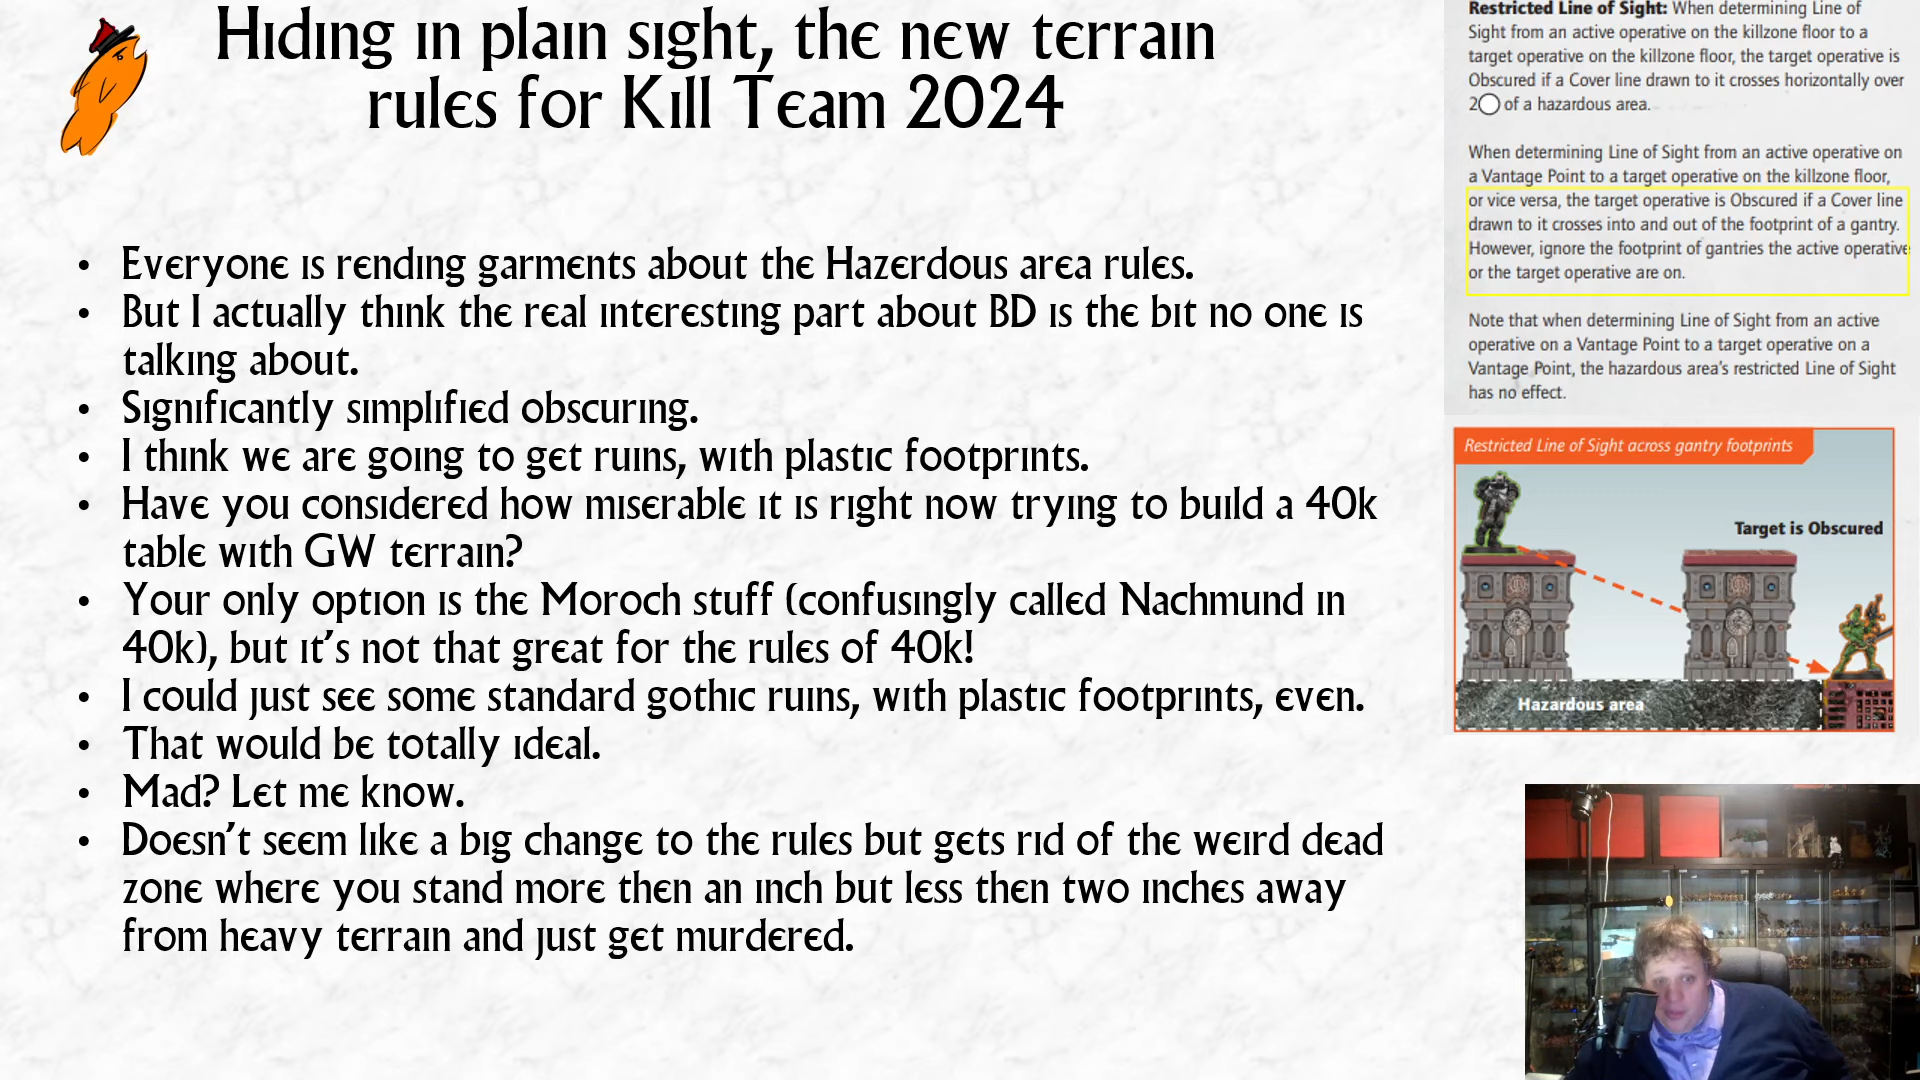 Hiding in plain sight, the new terrain
rules for Kill Team 2024
• Everyone is rending garments about the Hazerdous area rules.
• But I actually think the real interesting part about BD is the bit no one is
talking about.
• Significantly simplified obscuring.
• I think we are going to get ruins, with plastic footprints.
• Have you considered how miserable it is right now trying to build a 40k
table with GW terrain?
• Your only option is the Moroch stuff (confusingly called Nachmund in
40k), but it's not that great for the rules of 40k!
• I could just see some standard gothic ruins, with plastic footprints, even.
• That would be totally ideal.
• Mad? Let me know.
• Doesn't seem like a big change to the rules but gets rid of the weird dead
zone where you stand more then an inch but less then two inches away
from heavy terrain and just get murdered.
Restricted Line of Sight: When determining Line of
Sight from an active operative on the killzone floor to a
target operative on the killzone floor, the target operative is
Obscured if a Cover line drawn to it crosses horizontally over
2○ of a hazardous area.
When determining Line of Sight from an active operative on
a Vantage Point to a target operative on the killzone floor,
or vice versa, the target operative is Obscured if a Cover line
drawn to it crosses into and out of the footprint of a gantry.
However, ignore the footprint of gantries the active operative
or the target operative are on.
Note that when determining Line of Sight from an active
operative on a Vantage Point to a target operative on a
Vantage Point, the hazardous area's restricted Line of Sight
has no effect.
Restricted Line of Sight across gantry footprints
Target is Obscured
Hazardous area